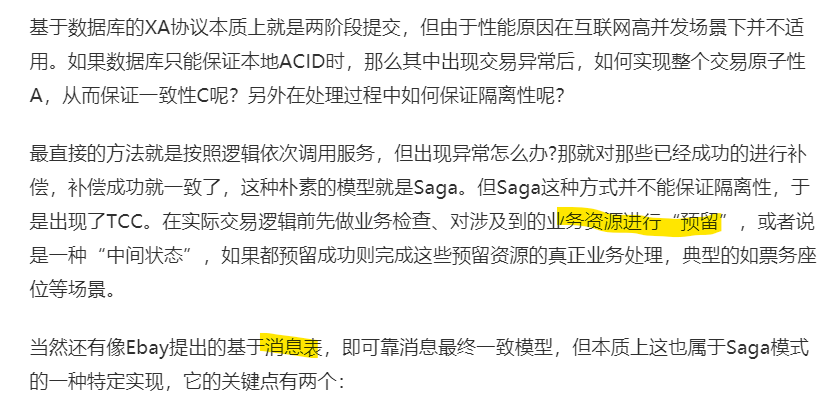 基于数据库的XA协议本质上就是两阶段提交，但由于性能原因在互联网高并发场景下并不适
用。如果数据库只能保证本地ACID时，那么其中出现交易异常后，如何实现整个交易原子性
A，从而保证一致性C呢？另外在处理过程中如何保证隔离性呢？
最直接的方法就是按照逻辑依次调用服务，但出现异常怎么办?那就对那些已经成功的进行补
偿，补偿成功就一致了，这种朴素的模型就是Saga。但Saga这种方式并不能保证隔离性，于
是出现了TCC。在实际交易逻辑前先做业务检查、对涉及到的业务资源进行“预留”，或者说
是一种“中间状态”，如果都预留成功则完成这些预留资源的真正业务处理，典型的如票务座
位等场景。
当然还有像Ebay提出的基于消息表，即可靠消息最终一致模型，但本质上这也属于Saga模式
的一种特定实现，它的关键点有两个：